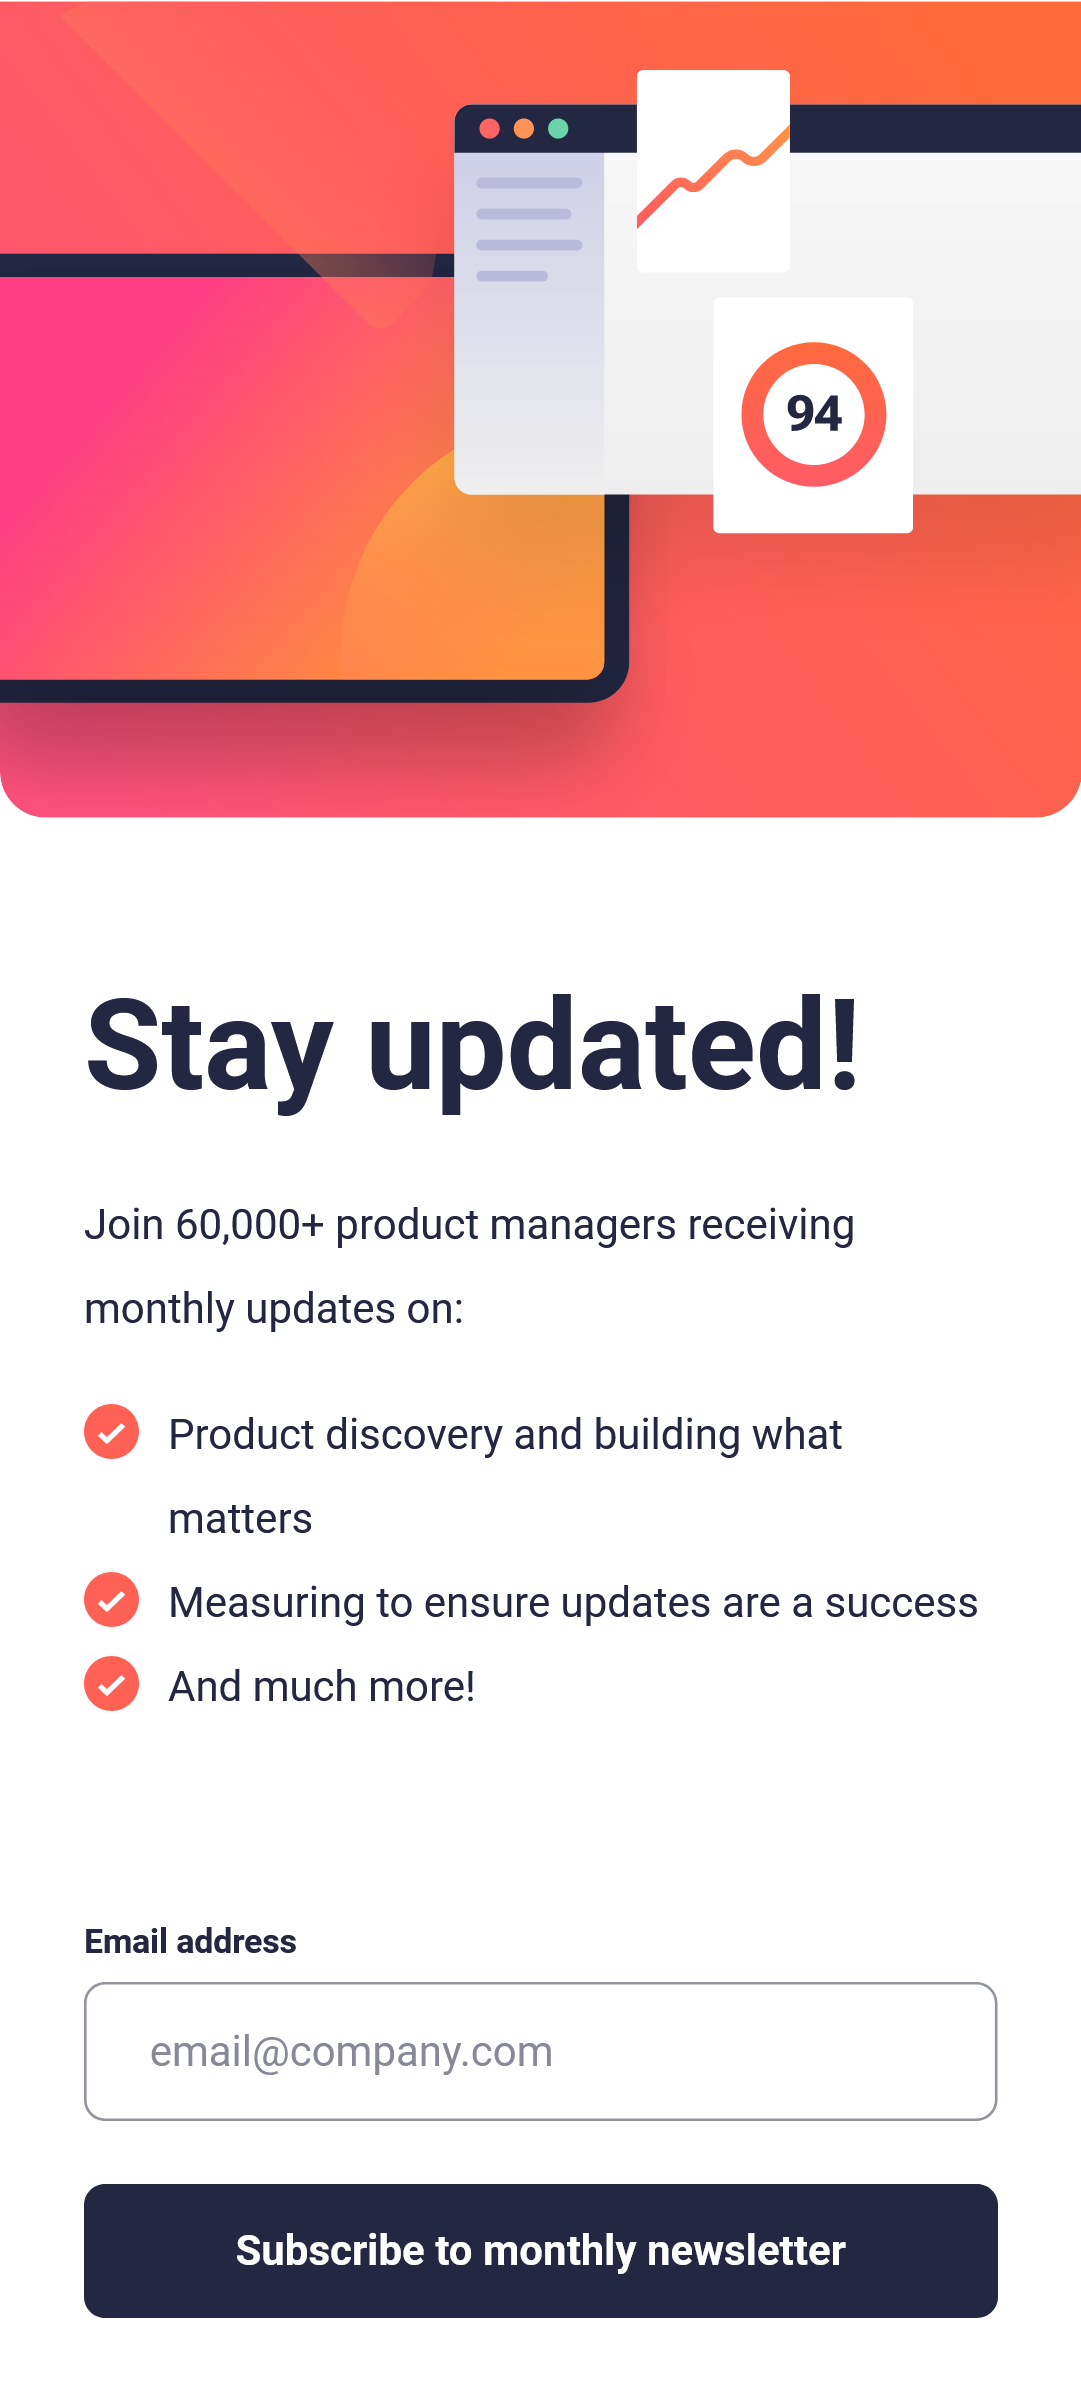 94
Stay updated!
Join 60,000+ product managers receiving
monthly updates on:
Product discovery and building what
matters
Measuring to ensure updates are a success
And much more!
Email address
email@company.com
Subscribe to monthly newsletter